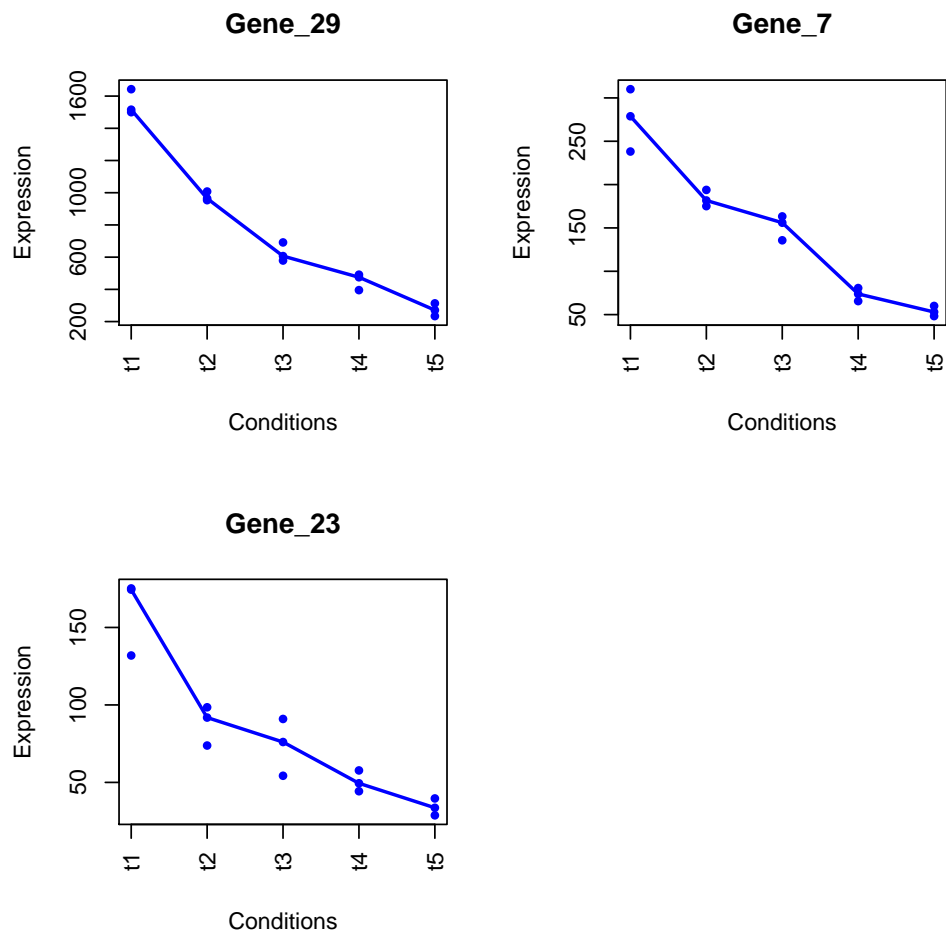 Gene_29
Expression
1600
1000
600
200
t1 t2 t3 t4 t5
Conditions
Gene_7
Expression
250
150
50
t1 t2 t3 t4 t5
Conditions
Gene_23
Expression
150
100
50
t1 t2 t3 t4 t5
Conditions